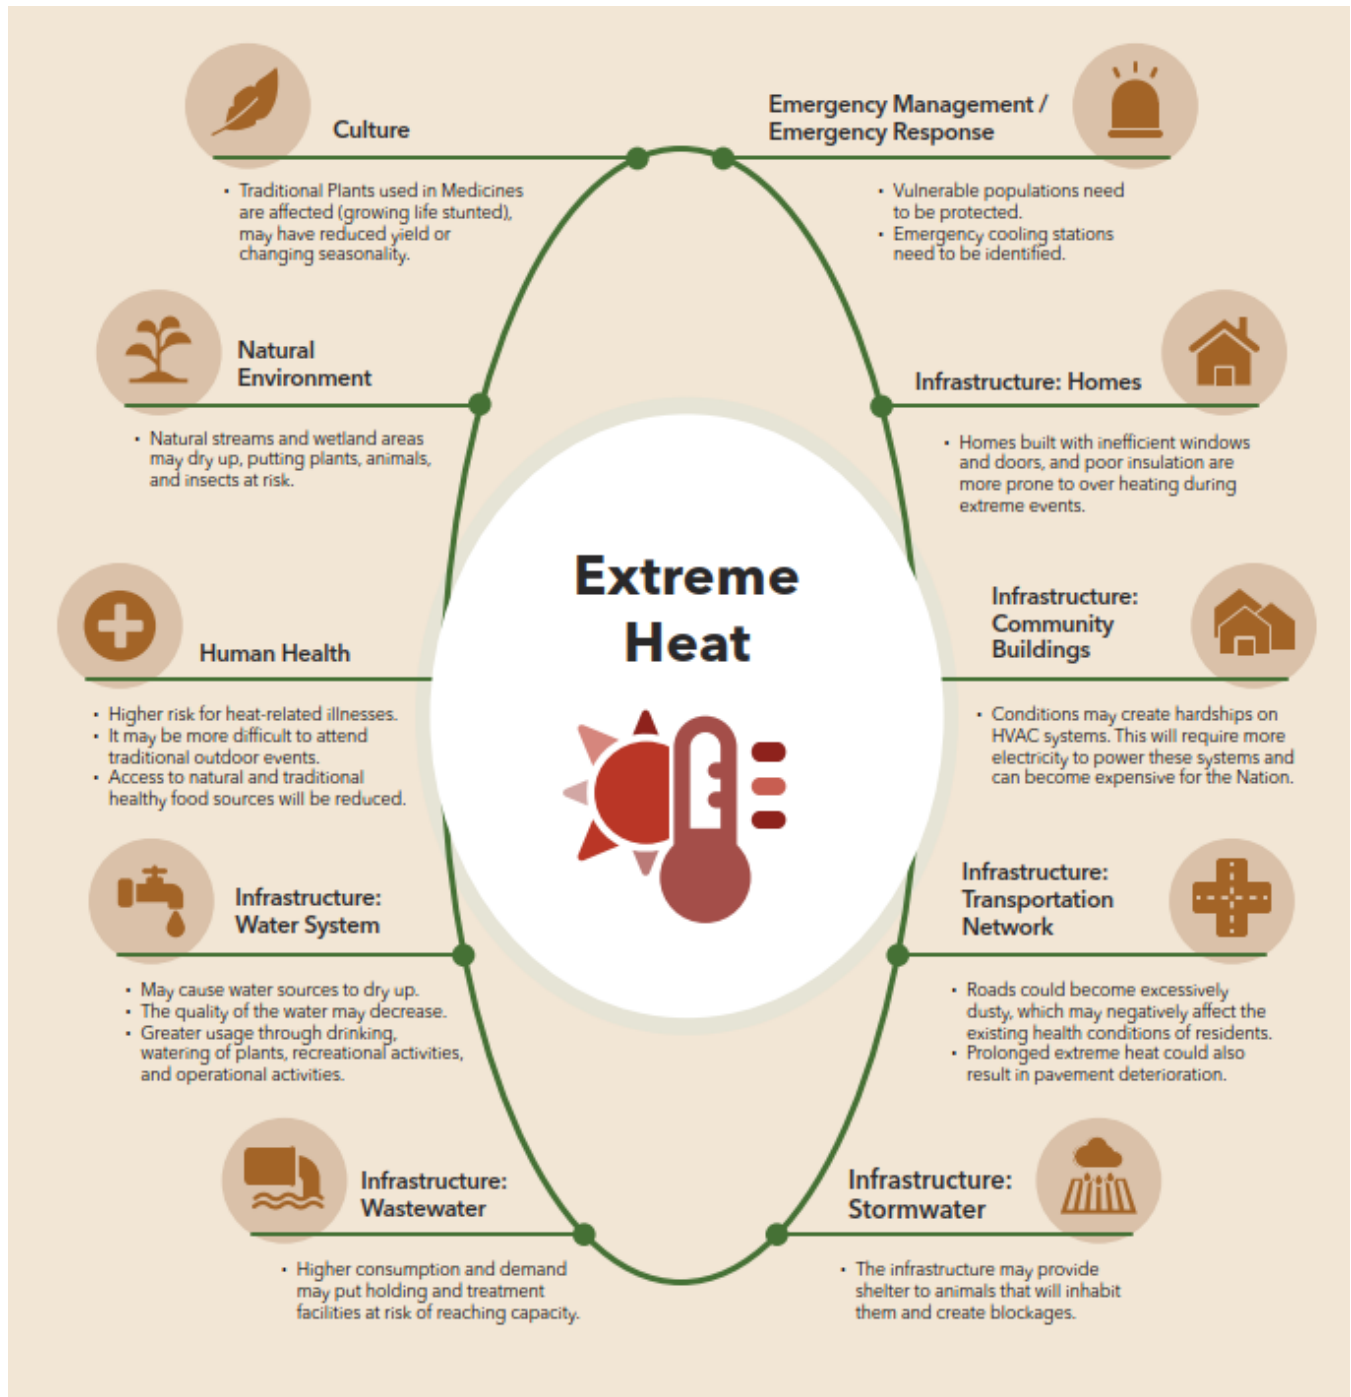 Culture
• Traditional Plants used in Medicines
are affected (growing life stunted),
may have reduced yield or
changing seasonality.
Emergency Management /
Emergency Response
• Vulnerable populations need
to be protected.
• Emergency cooling stations
need to be identified.
Natural
Environment
• Natural streams and wetland areas
may dry up, putting plants, animals,
and insects at risk.
Infrastructure: Homes
• Homes built with inefficient windows
and doors, and poor insulation are
more prone to over heating during
extreme events.
Extreme
Heat
Human Health
• Higher risk for heat-related illnesses.
• It may be more difficult to attend
traditional outdoor events.
• Access to natural and traditional
healthy food sources will be reduced.
Infrastructure:
Community
Buildings
• Conditions may create hardships on
HVAC systems. This will require more
electricity to power these systems and
can become expensive for the Nation.
Infrastructure:
Water System
• May cause water sources to dry up.
• The quality of the water may decrease.
• Greater usage through drinking,
watering of plants, recreational activities,
and operational activities.
Infrastructure:
Transportation
Network
• Roads could become excessively
dusty, which may negatively affect the
existing health conditions of residents.
• Prolonged extreme heat could also
result in pavement deterioration.
Infrastructure:
Wastewater
• Higher consumption and demand
may put holding and treatment
facilities at risk of reaching capacity.
Infrastructure:
Stormwater
• The infrastructure may provide
shelter to animals that will inhabit
them and create blockages.